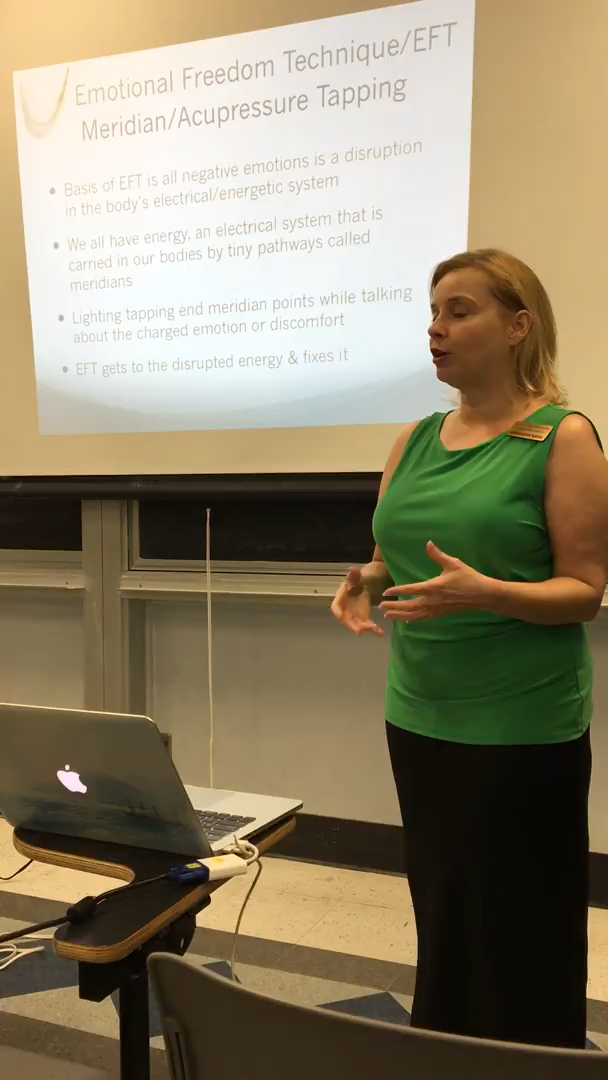 Emotional Freedom Technique/EFT
Meridian/Acupressure Tapping
• Basis of EFT is all negative emotions is a disruption
in the body's electrical/energetic system
• We all have energy, an electrical system that is
carried in our bodies by tiny pathways called
meridians
• Lighting tapping end meridian points while talking
about the charged emotion or discomfort
• EFT gets to the disrupted energy & fixes it